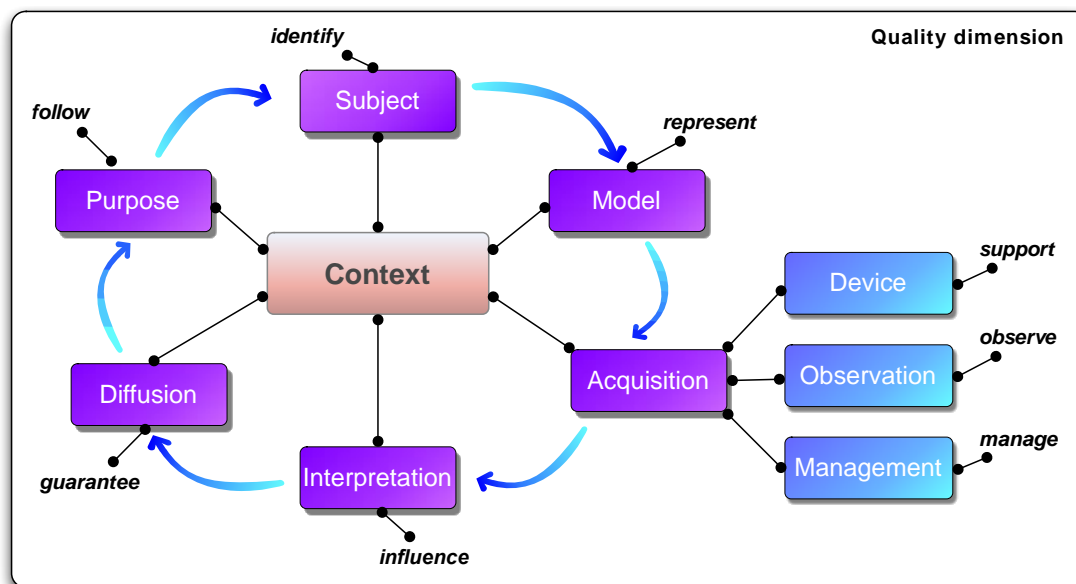 identify
Quality dimension
Subject
follow
represent
Purpose
Model
support
Context
Device
observe
Diffusion
Acquisition
Observation
manage
guarantee
Interpretation
Management
influence